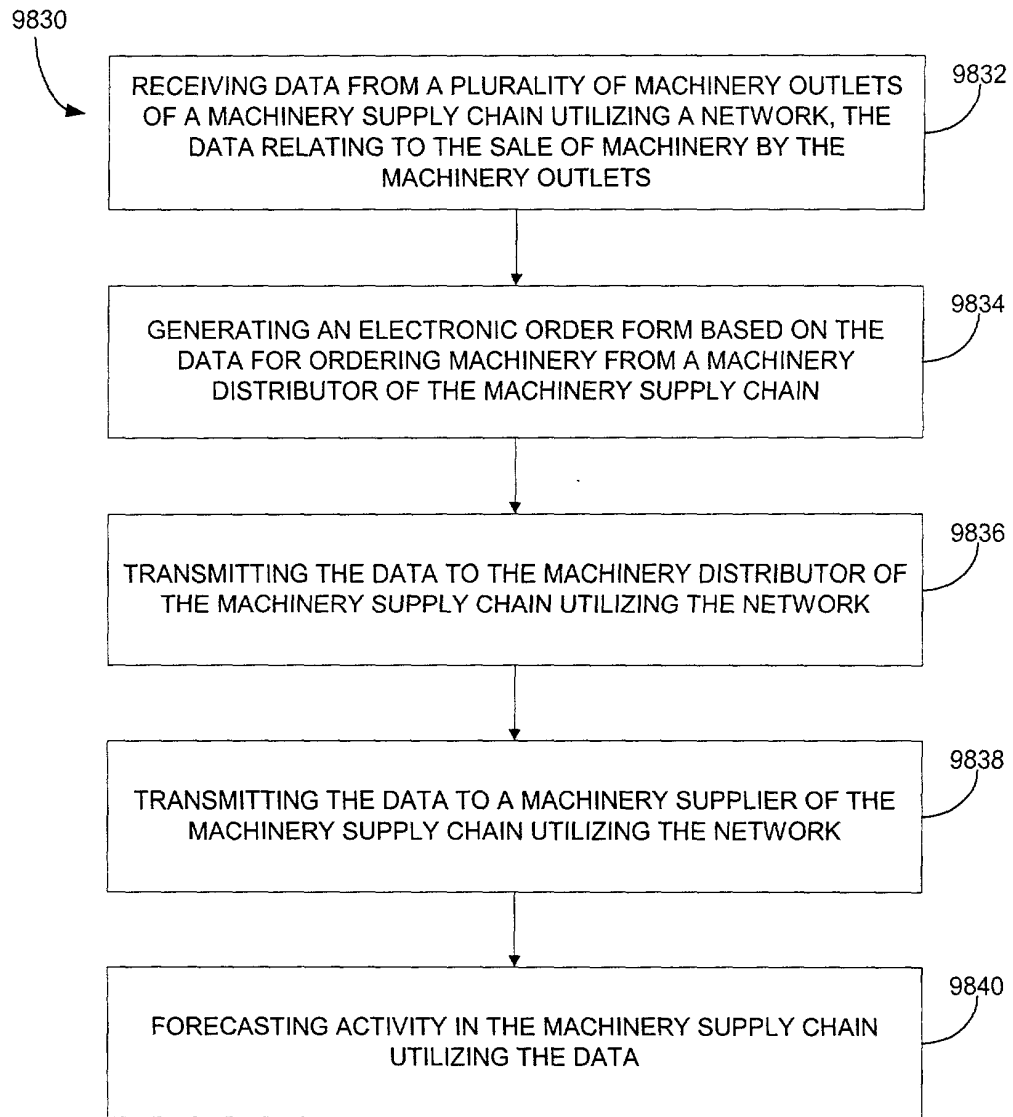 9830
RECEIVING DATA FROM A PLURALITY OF MACHINERY OUTLETS
OF A MACHINERY SUPPLY CHAIN UTILIZING A NETWORK, THE
DATA RELATING TO THE SALE OF MACHINERY BY THE
MACHINERY OUTLETS
9832
GENERATING AN ELECTRONIC ORDER FORM BASED ON THE
DATA FOR ORDERING MACHINERY FROM A MACHINERY
DISTRIBUTOR OF THE MACHINERY SUPPLY CHAIN
9834
TRANSMITTING THE DATA TO THE MACHINERY DISTRIBUTOR OF
THE MACHINERY SUPPLY CHAIN UTILIZING THE NETWORK
9836
TRANSMITTING THE DATA TO A MACHINERY SUPPLIER OF THE
MACHINERY SUPPLY CHAIN UTILIZING THE NETWORK
9838
FORECASTING ACTIVITY IN THE MACHINERY SUPPLY CHAIN
UTILIZING THE DATA
9840